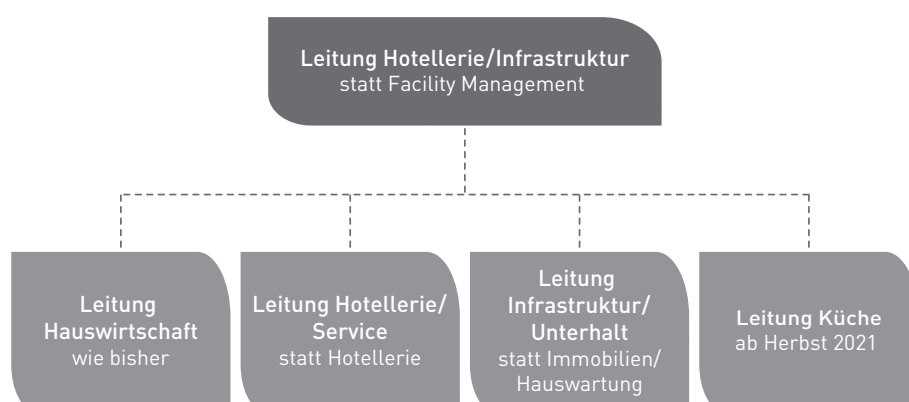 Leitung Hotellerie/Infrastruktur
statt Facility Management
Leitung
Hauswirtschaft
wie bisher
Leitung Hotellerie/
Service
statt Hotellerie
Leitung
Infrastruktur/
Unterhalt
statt Immobilien/
Hauswartung
Leitung Küche
ab Herbst 2021